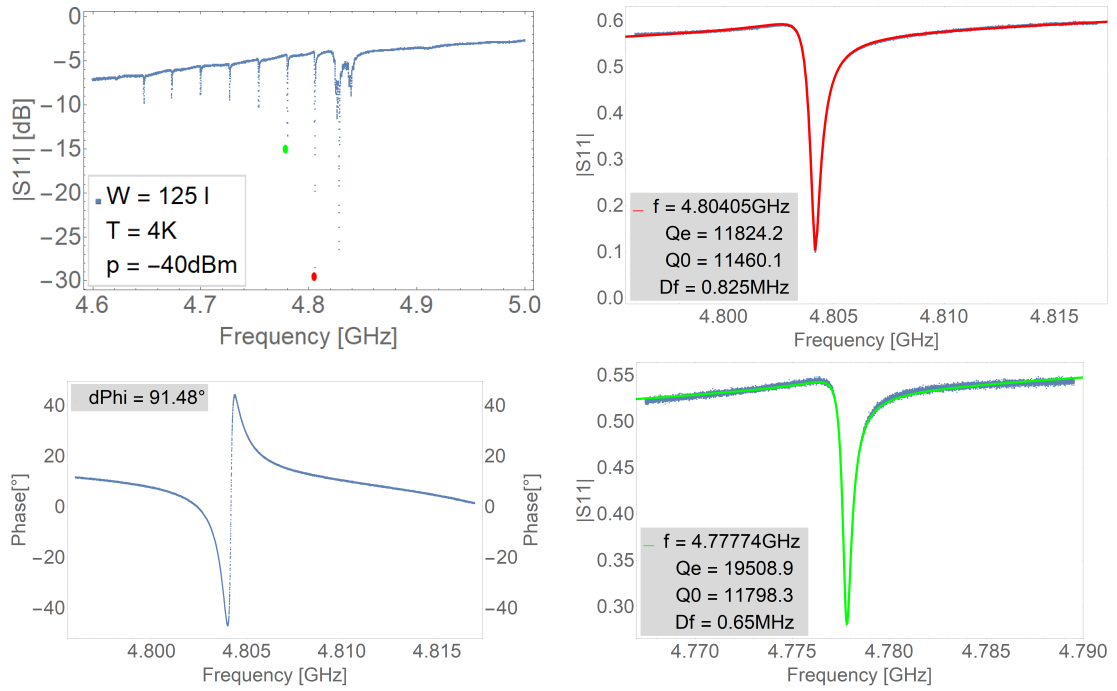 0
−5
−10
−15
−20
−25
−30
|S11| [dB]
W = 125 l
T = 4K
p = −40dBm
4.6 4.7 4.8 4.9 5.0
Frequency [GHz]
0.6
0.5
0.4
0.3
0.2
0.1
0.0
|S11|
f = 4.80405GHz
Qe = 11824.2
Q0 = 11460.1
Df = 0.825MHz
4.800 4.805 4.810 4.815
Frequency [GHz]
dPhi = 91.48°
40
20
0
−20
−40
Phase[°]
40
20
0
−20
−40
Phase[°]
4.800 4.805 4.810 4.815
Frequency [GHz]
0.55
0.50
0.45
0.40
0.35
0.30
|S11|
f = 4.77774GHz
Qe = 19508.9
Q0 = 11798.3
Df = 0.65MHz
4.770 4.775 4.780 4.785 4.790
Frequency [GHz]